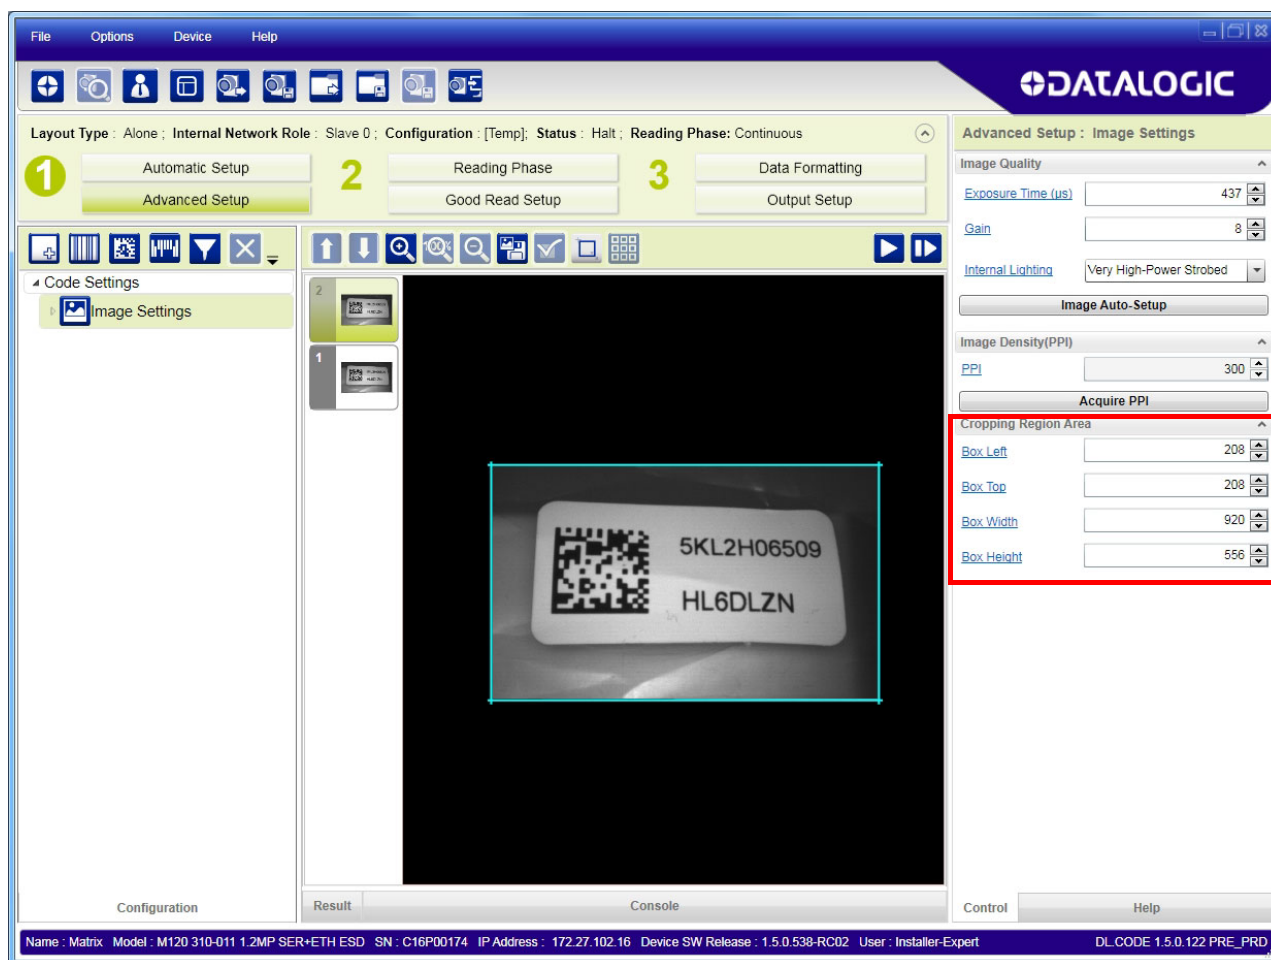 File Options Device Help
DATALOGIC
Layout Type : Alone ; Internal Network Role : Slave 0 ; Configuration : [Temp]; Status : Halt ; Reading Phase: Continuous
1 Automatic Setup 2 Reading Phase 3 Data Formatting
Advanced Setup Good Read Setup Output Setup
Code Settings
Image Settings
100%
2
1
5KL2H06509
HL6DLZN
Configuration
Result Console
Advanced Setup : Image Settings
Image Quality
Exposure Time (µs) 437
Gain 8
Internal Lighting Very High-Power Strobed
Image Auto-Setup
Image Density(PPI)
PPI 300
Acquire PPI
Cropping Region Area
Box Left 208
Box Top 208
Box Width 920
Box Height 556
Control Help
Name : Matrix Model : M120 310-011 1.2MP SER+ETH ESD SN : C16P00174 IP Address : 172.27.102.16 Device SW Release : 1.5.0.538-RC02 User : Installer-Expert DL.CODE 1.5.0.122 PRE_PRD